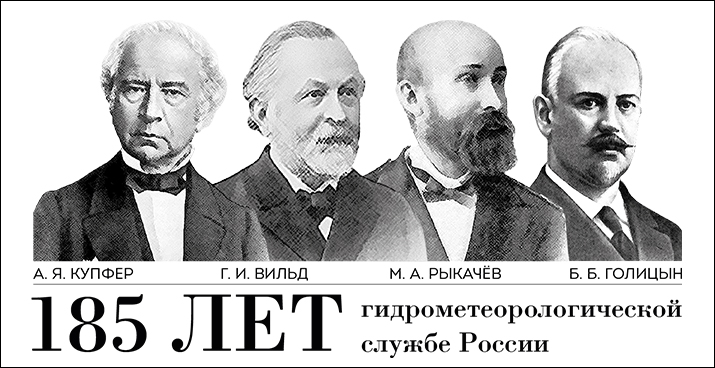 А. Я. КУПФЕР Г. И. ВИЛЬД М. А. РЫКАЧЁВ Б. Б. ГОЛИЦЫН
185 ЛЕТ гидрометеорологической
службе России